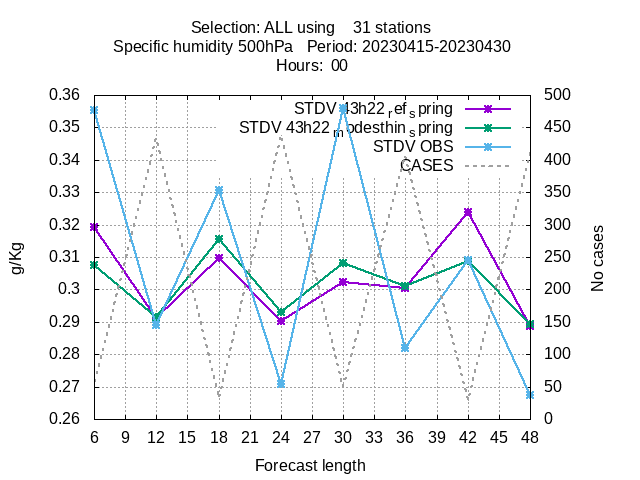 Selection: ALL using 31 stations
Specific humidity 500hPa Period: 20230415-20230430
Hours: 00
0.36
0.35
0.34
0.33
0.32
0.31
0.3
0.29
0.28
0.27
0.26
g/Kg
STDV 43h22_ref_spring
STDV 43h22_modesthin_spring
STDV OBS
CASES
500
450
400
350
300
250
200
150
100
50
0
No cases
6 9 12 15 18 21 24 27 30 33 36 39 42 45 48
Forecast length